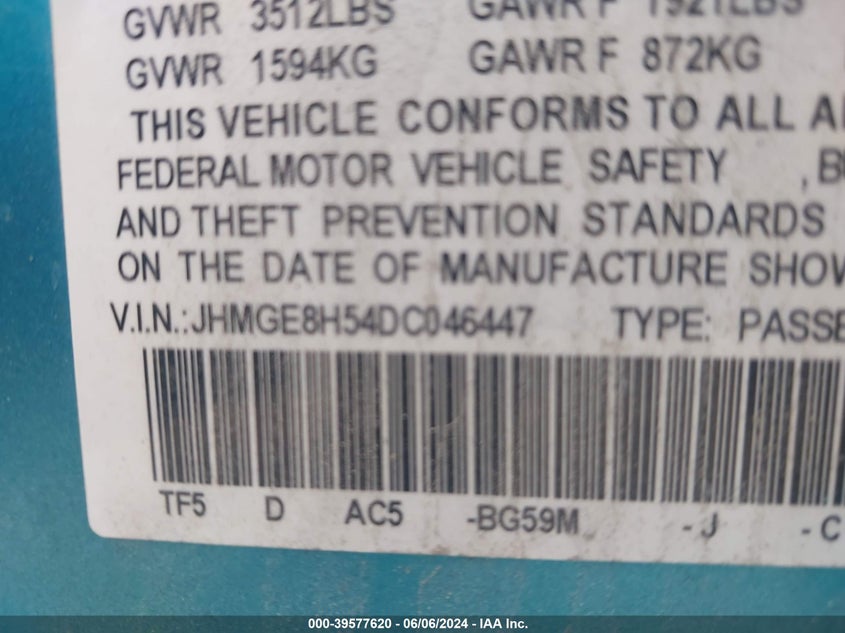 GVWR 3512LBS GAWR F 1921LBS
GVWR 1594KG GAWR F 872KG
THIS VEHICLE CONFORMS TO ALL
FEDERAL MOTOR VEHICLE SAFETY
AND THEFT PREVENTION STANDARDS
ON THE DATE OF MANUFACTURE SHOW
V.I.N.:JHMGE8H54DC046447 TYPE: PASSE
TF5 D AC5 -BG59M -J -C
000-39577620 - 06/06/2024 - IAA Inc.